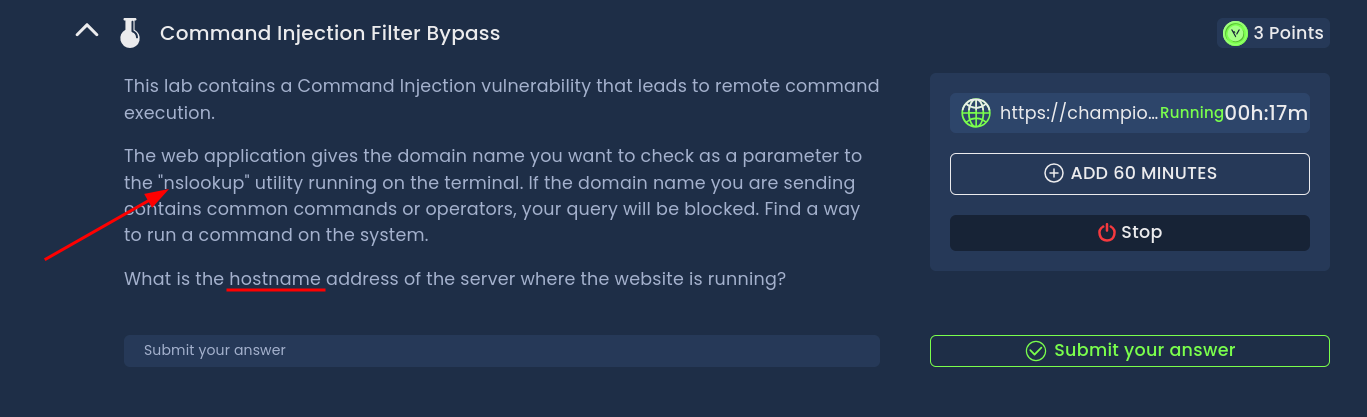 Command Injection Filter Bypass
3 Points
This lab contains a Command Injection vulnerability that leads to remote command
execution.
The web application gives the domain name you want to check as a parameter to
the "nslookup" utility running on the terminal. If the domain name you are sending
contains common commands or operators, your query will be blocked. Find a way
to run a command on the system.
What is the hostname address of the server where the website is running?
Submit your answer
https://champio... Running 00h:17m
ADD 60 MINUTES
Stop
Submit your answer